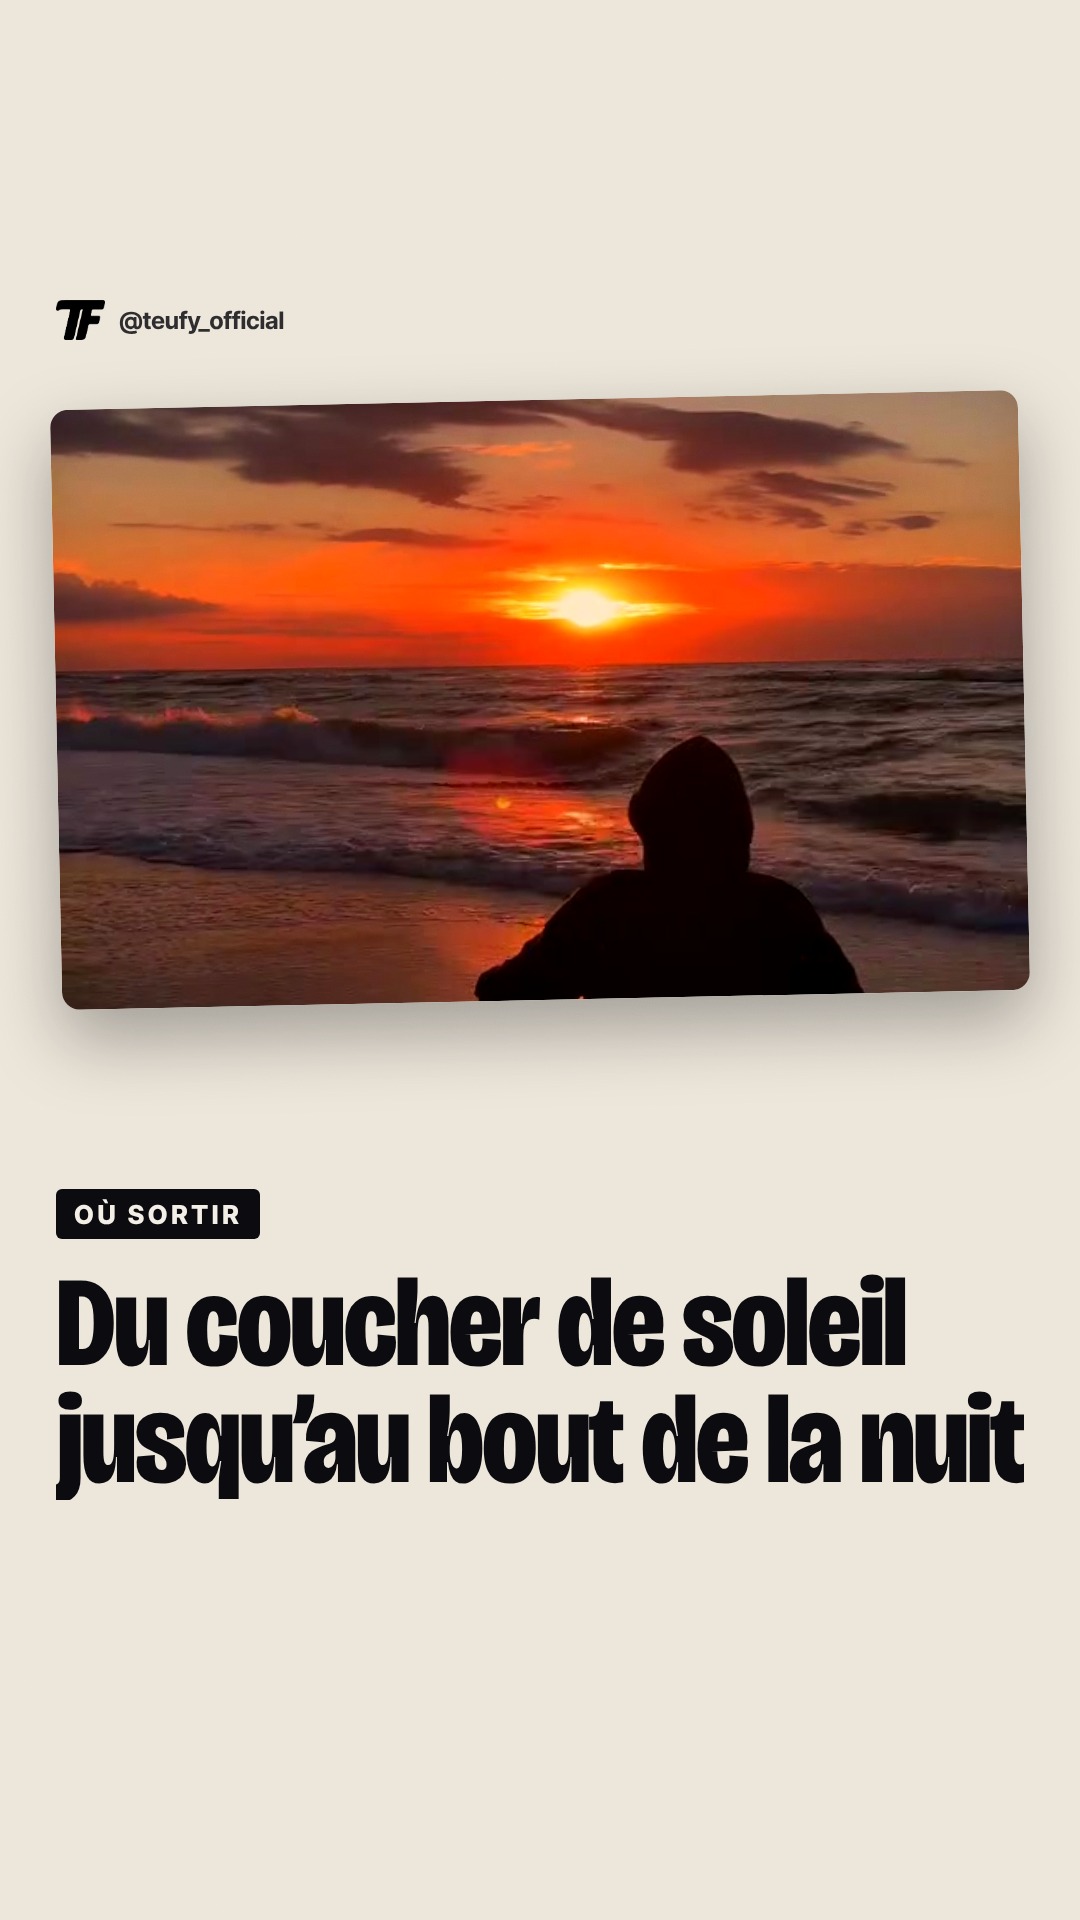 TF @teufy_official
OÙ SORTIR
Du coucher de soleil
jusqu’au bout de la nuit